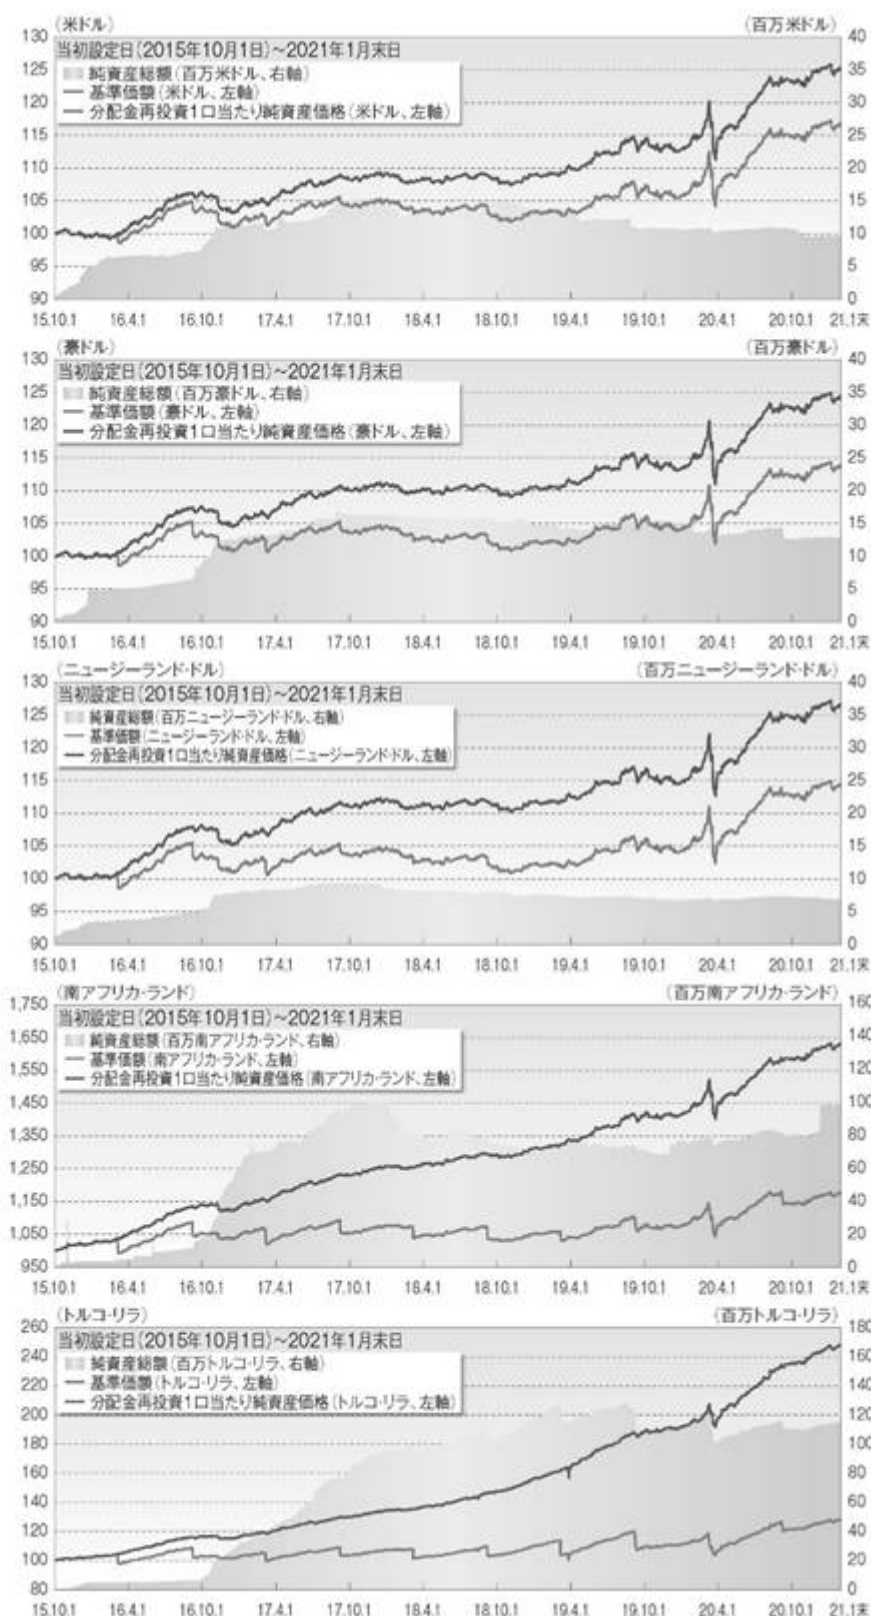 （米ドル）
（百万米ドル）
当初設定日（2015年10月1日）～2021年1月末日
純資産総額（百万米ドル、右軸）
基準価額（米ドル、左軸）
分配金再投資1口当たり純資産価格（米ドル、左軸）
130
125
120
115
110
105
100
95
90
40
35
30
25
20
15
10
5
0
15.10.1 16.4.1 16.10.1 17.4.1 17.10.1 18.4.1 18.10.1 19.4.1 19.10.1 20.4.1 20.10.1 21.1末
（豪ドル）
（百万豪ドル）
当初設定日（2015年10月1日）～2021年1月末日
純資産総額（百万豪ドル、右軸）
基準価額（豪ドル、左軸）
分配金再投資1口当たり純資産価格（豪ドル、左軸）
130
125
120
115
110
105
100
95
90
40
35
30
25
20
15
10
5
0
15.10.1 16.4.1 16.10.1 17.4.1 17.10.1 18.4.1 18.10.1 19.4.1 19.10.1 20.4.1 20.10.1 21.1末
（ニュージーランド・ドル）
（百万ニュージーランド・ドル）
当初設定日（2015年10月1日）～2021年1月末日
純資産総額（百万ニュージーランド・ドル、右軸）
基準価額（ニュージーランド・ドル、左軸）
分配金再投資1口当たり純資産価格（ニュージーランド・ドル、左軸）
130
125
120
115
110
105
100
95
90
40
35
30
25
20
15
10
5
0
15.10.1 16.4.1 16.10.1 17.4.1 17.10.1 18.4.1 18.10.1 19.4.1 19.10.1 20.4.1 20.10.1 21.1末
（南アフリカ・ランド）
（百万南アフリカ・ランド）
当初設定日（2015年10月1日）～2021年1月末日
純資産総額（百万南アフリカ・ランド、右軸）
基準価額（南アフリカ・ランド、左軸）
分配金再投資1口当たり純資産価格（南アフリカ・ランド、左軸）
1,750
1,650
1,550
1,450
1,350
1,250
1,150
1,050
950
160
140
120
100
80
60
40
20
0
15.10.1 16.4.1 16.10.1 17.4.1 17.10.1 18.4.1 18.10.1 19.4.1 19.10.1 20.4.1 20.10.1 21.1末
（トルコ・リラ）
（百万トルコ・リラ）
当初設定日（2015年10月1日）～2021年1月末日
純資産総額（百万トルコ・リラ、右軸）
基準価額（トルコ・リラ、左軸）
分配金再投資1口当たり純資産価格（トルコ・リラ、左軸）
260
240
220
200
180
160
140
120
100
80
180
160
140
120
100
80
60
40
20
0
15.10.1 16.4.1 16.10.1 17.4.1 17.10.1 18.4.1 18.10.1 19.4.1 19.10.1 20.4.1 20.10.1 21.1末